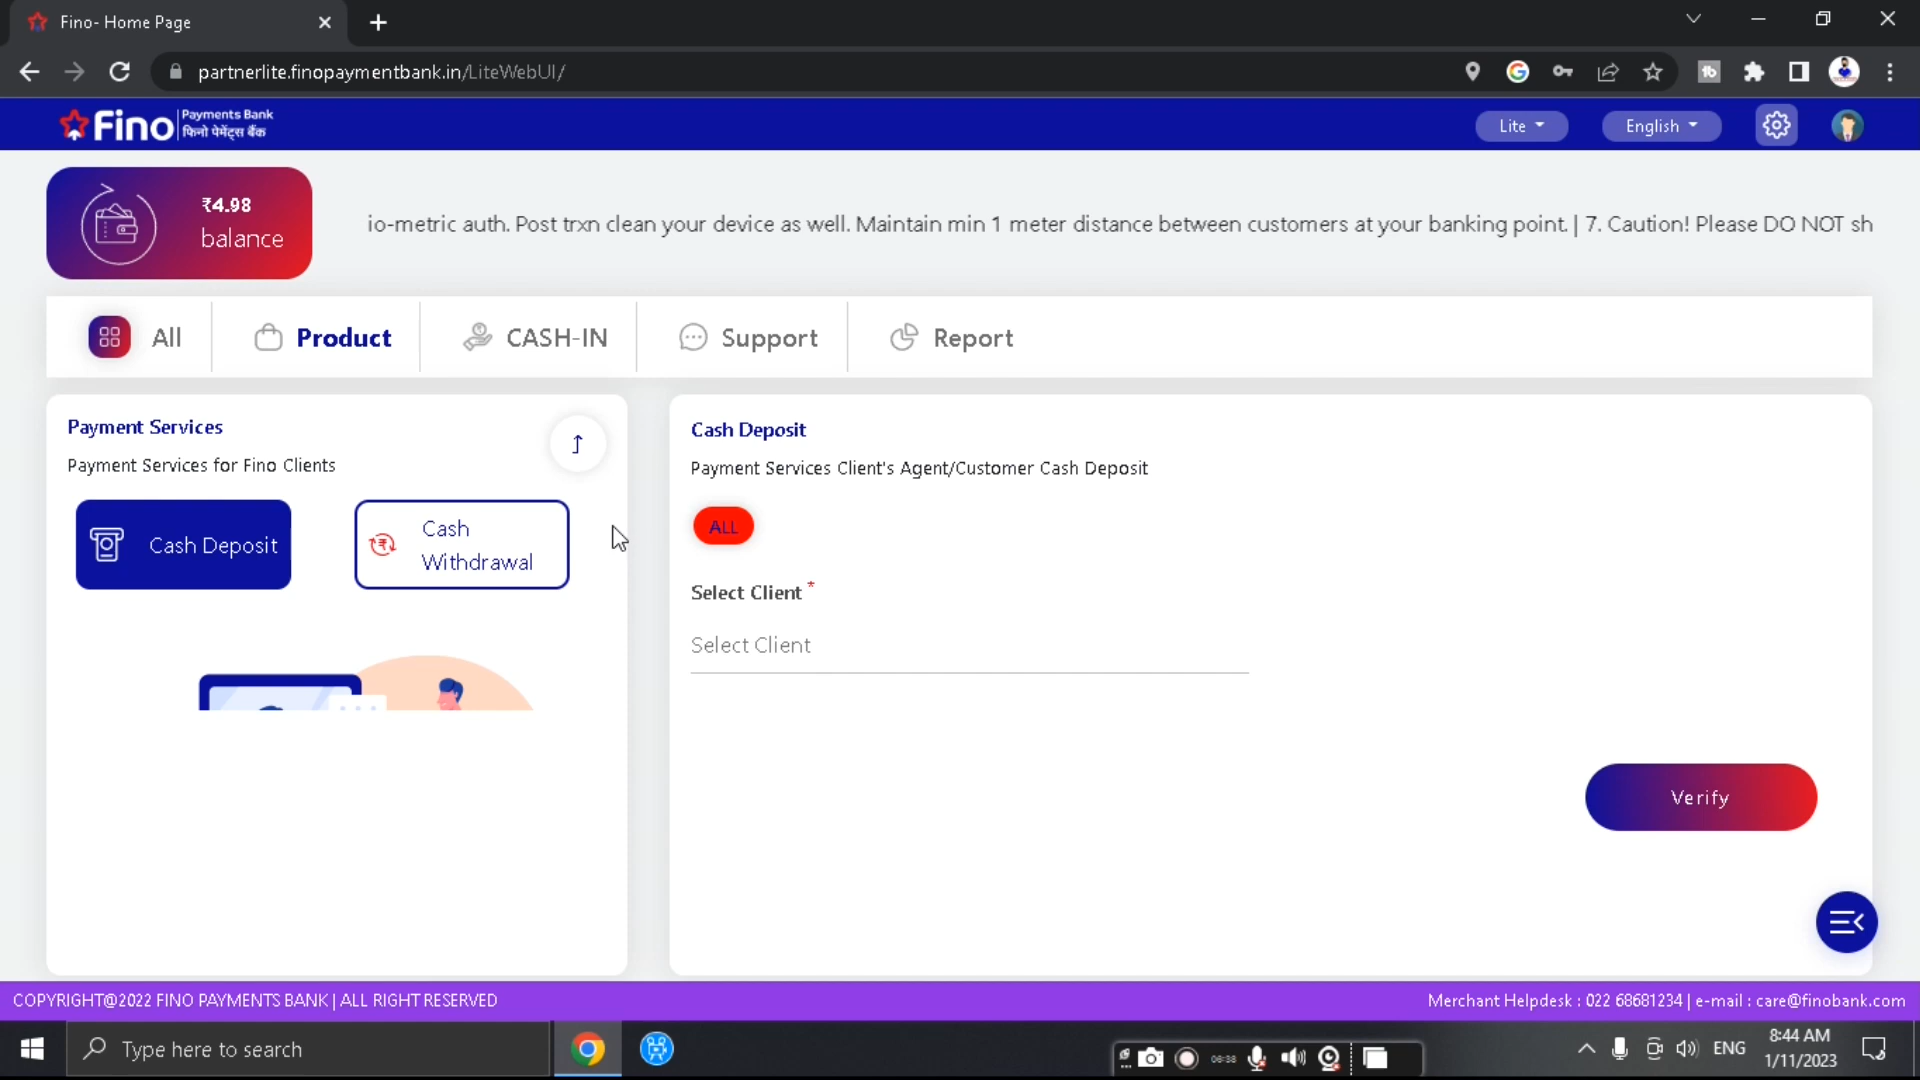 Fino- Home Page
partnerlite.finopaymentbank.in/LiteWebUI/
Fino
Payments Bank
फिनो पेमेंट्स बैंक
Lite
English
₹4.98
balance
io-metric auth. Post trxn clean your device as well. Maintain min 1 meter distance between customers at your banking point. | 7. Caution! Please DO NOT sh
All
Product
CASH-IN
Support
Report
Payment Services
Payment Services for Fino Clients
Cash Deposit
Cash
Withdrawal
Cash Deposit
Payment Services Client's Agent/Customer Cash Deposit
ALL
Select Client *
Select Client
Verify
COPYRIGHT@2022 FINO PAYMENTS BANK | ALL RIGHT RESERVED
Merchant Helpdesk : 022 68681234 | e-mail : care@finobank.com
Type here to search
06:38
ENG
8:44 AM
1/11/2023